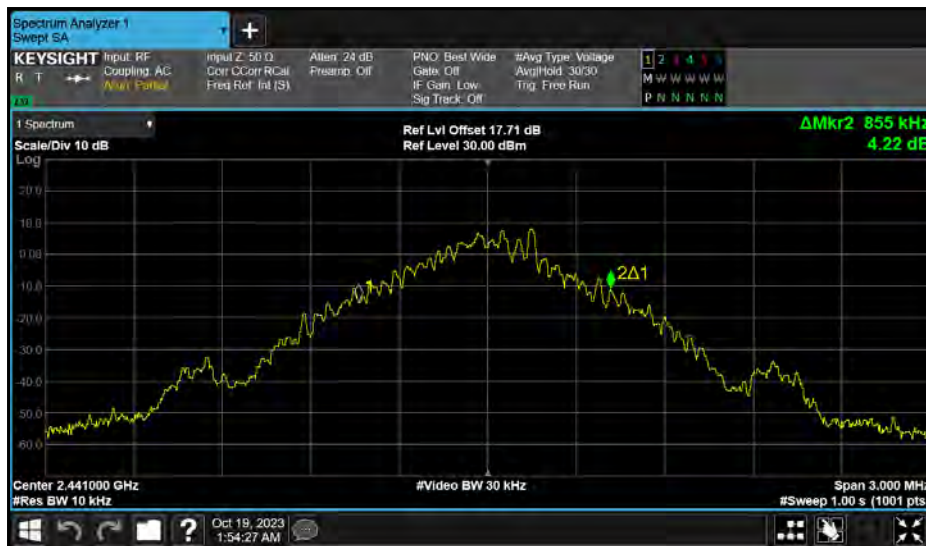 Spectrum Analyzer 1
Swept SA
+
KEYSIGHT Input: RF Input Z: 50 Ω Atten: 24 dB PNO: Best Wide #Avg Type: Voltage 1 2 3 4 5 6
R T Coupling: AC Corr CCorr RCal Preamp: Off Gate: Off Avg|Hold: 30/30 M W W W W W
Align: Partial Freq Ref: Int (S) IF Gain: Low Trig: Free Run
LXI Sig Track: Off P N N N N N
1 Spectrum Ref Lvl Offset 17.71 dB ΔMkr2 855 kHz
Scale/Div 10 dB Ref Level 30.00 dBm 4.22 dB
Log
20.0
10.0
0.00
-10.0
-20.0
-30.0
-40.0
-50.0
-60.0
1
2Δ1
Center 2.441000 GHz #Video BW 30 kHz Span 3.000 MHz
#Res BW 10 kHz #Sweep 1.00 s (1001 pts)
? Oct 19, 2023
1:54:27 AM